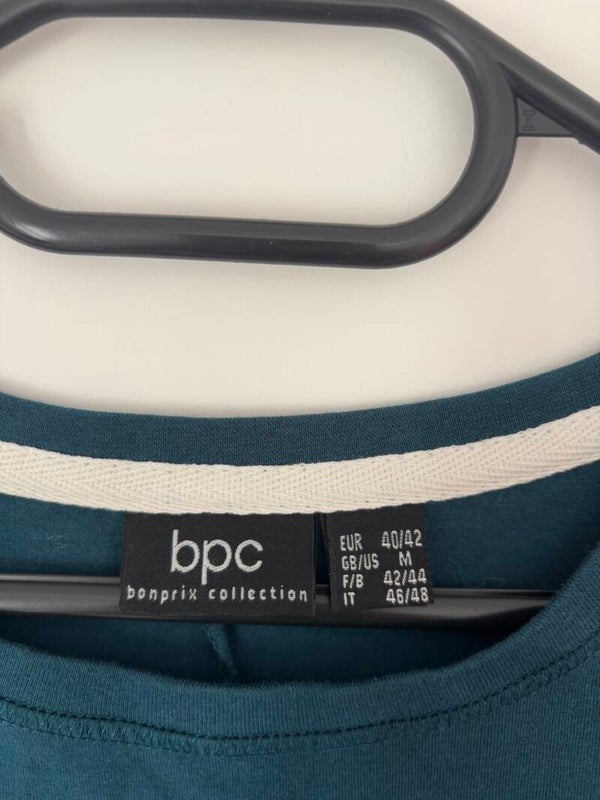 bpc
bonprix collection
EUR 40/42
GB/US M
F/B 42/44
IT 46/48